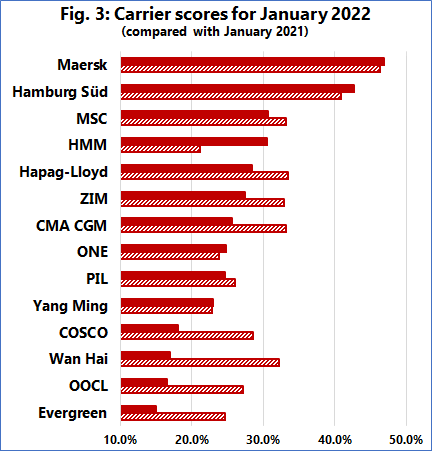 Fig. 3: Carrier scores for January 2022
(compared with January 2021)
Maersk
Hamburg Süd
MSC
HMM
Hapag-Lloyd
ZIM
CMA CGM
ONE
PIL
Yang Ming
COSCO
Wan Hai
OOCL
Evergreen
10.0% 20.0% 30.0% 40.0% 50.0%